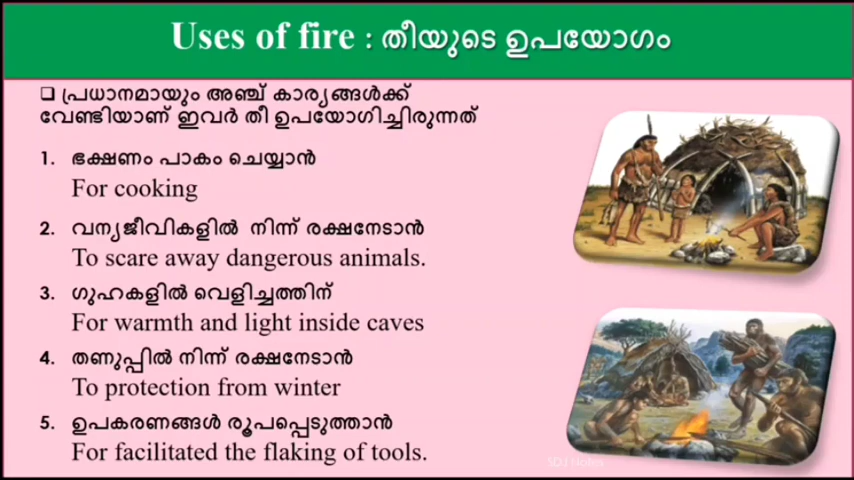 Uses of fire : തീയുടെ ഉപയോഗം
❑ പ്രധാനമായും അഞ്ച് കാര്യങ്ങൾക്ക്
വേണ്ടിയാണ് ഇവർ തീ ഉപയോഗിച്ചിരുന്നത്
1. ഭക്ഷണം പാകം ചെയ്യാൻ
For cooking
2. വന്യജീവികളിൽ നിന്ന് രക്ഷനേടാൻ
To scare away dangerous animals.
3. ഗുഹകളിൽ വെളിച്ചത്തിന്
For warmth and light inside caves
4. തണുപ്പിൽ നിന്ന് രക്ഷനേടാൻ
To protection from winter
5. ഉപകരണങ്ങൾ രൂപപ്പെടുത്താൻ
For facilitated the flaking of tools.
SDJ Notes